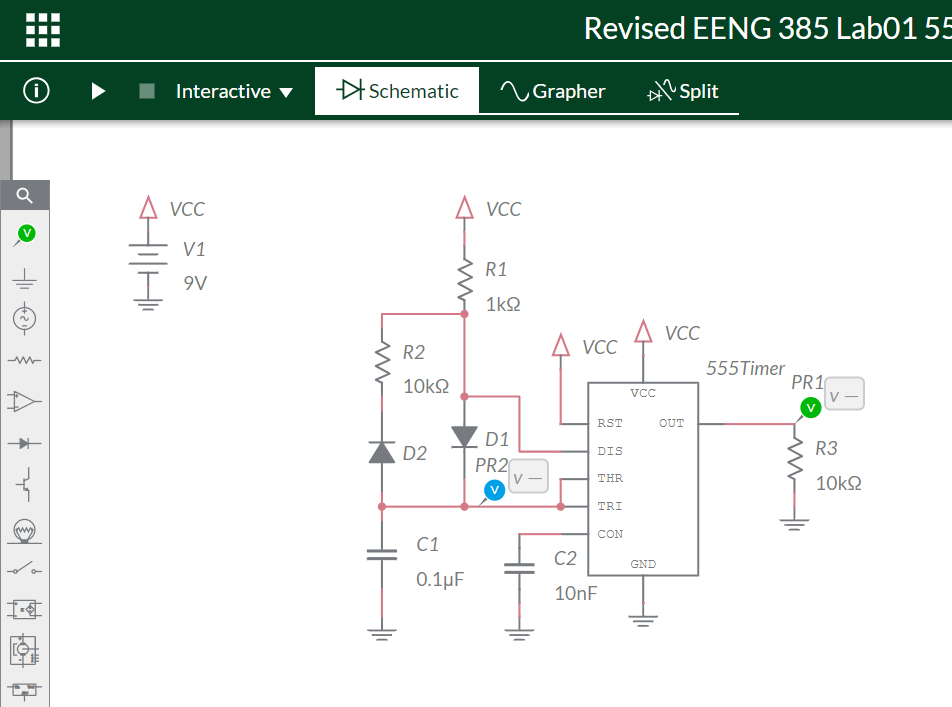 Revised EENG 385 Lab01 55
Interactive
Schematic
Grapher
Split
VCC
V1
9V
VCC
R1
1kΩ
R2
10kΩ
VCC
VCC
555Timer
PR1
V
V —
VCC
RST
OUT
DIS
THR
TRI
CON
GND
D2
D1
PR2
V
V —
R3
10kΩ
C1
0.1µF
C2
10nF
V